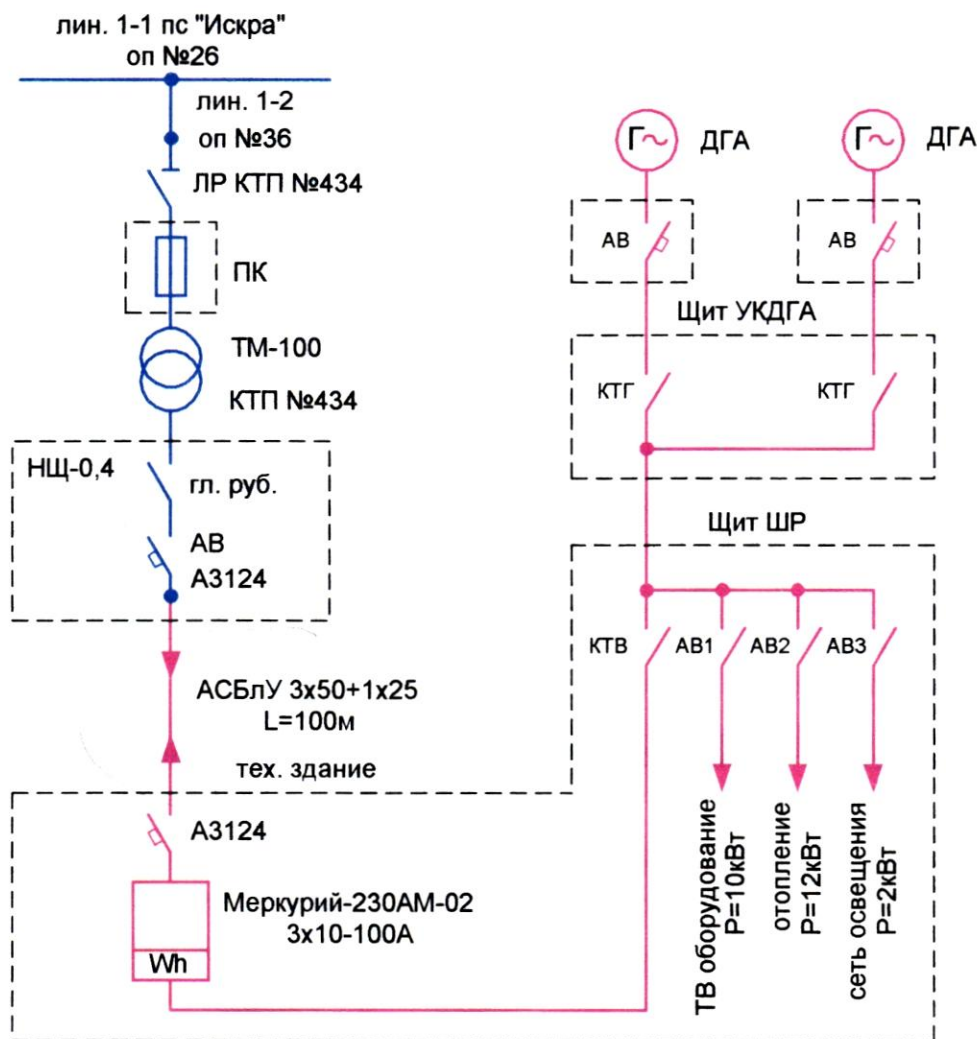 лин. 1-1 пс "Искра"
оп №26
лин. 1-2
оп №36
ЛР КТП №434
ПК
ТМ-100
КТП №434
НЩ-0,4
гл. руб.
АВ
А3124
АСБлУ 3х50+1х25
L=100м
тех. здание
А3124
Меркурий-230АМ-02
3х10-100А
Wh
Г~
ДГА
Г~
ДГА
АВ
АВ
Щит УКДГА
КТГ
КТГ
Щит ШР
КТВ
АВ1
АВ2
АВ3
ТВ оборудование
Р=10кВт
отопление
Р=12кВт
сеть освещения
Р=2кВт